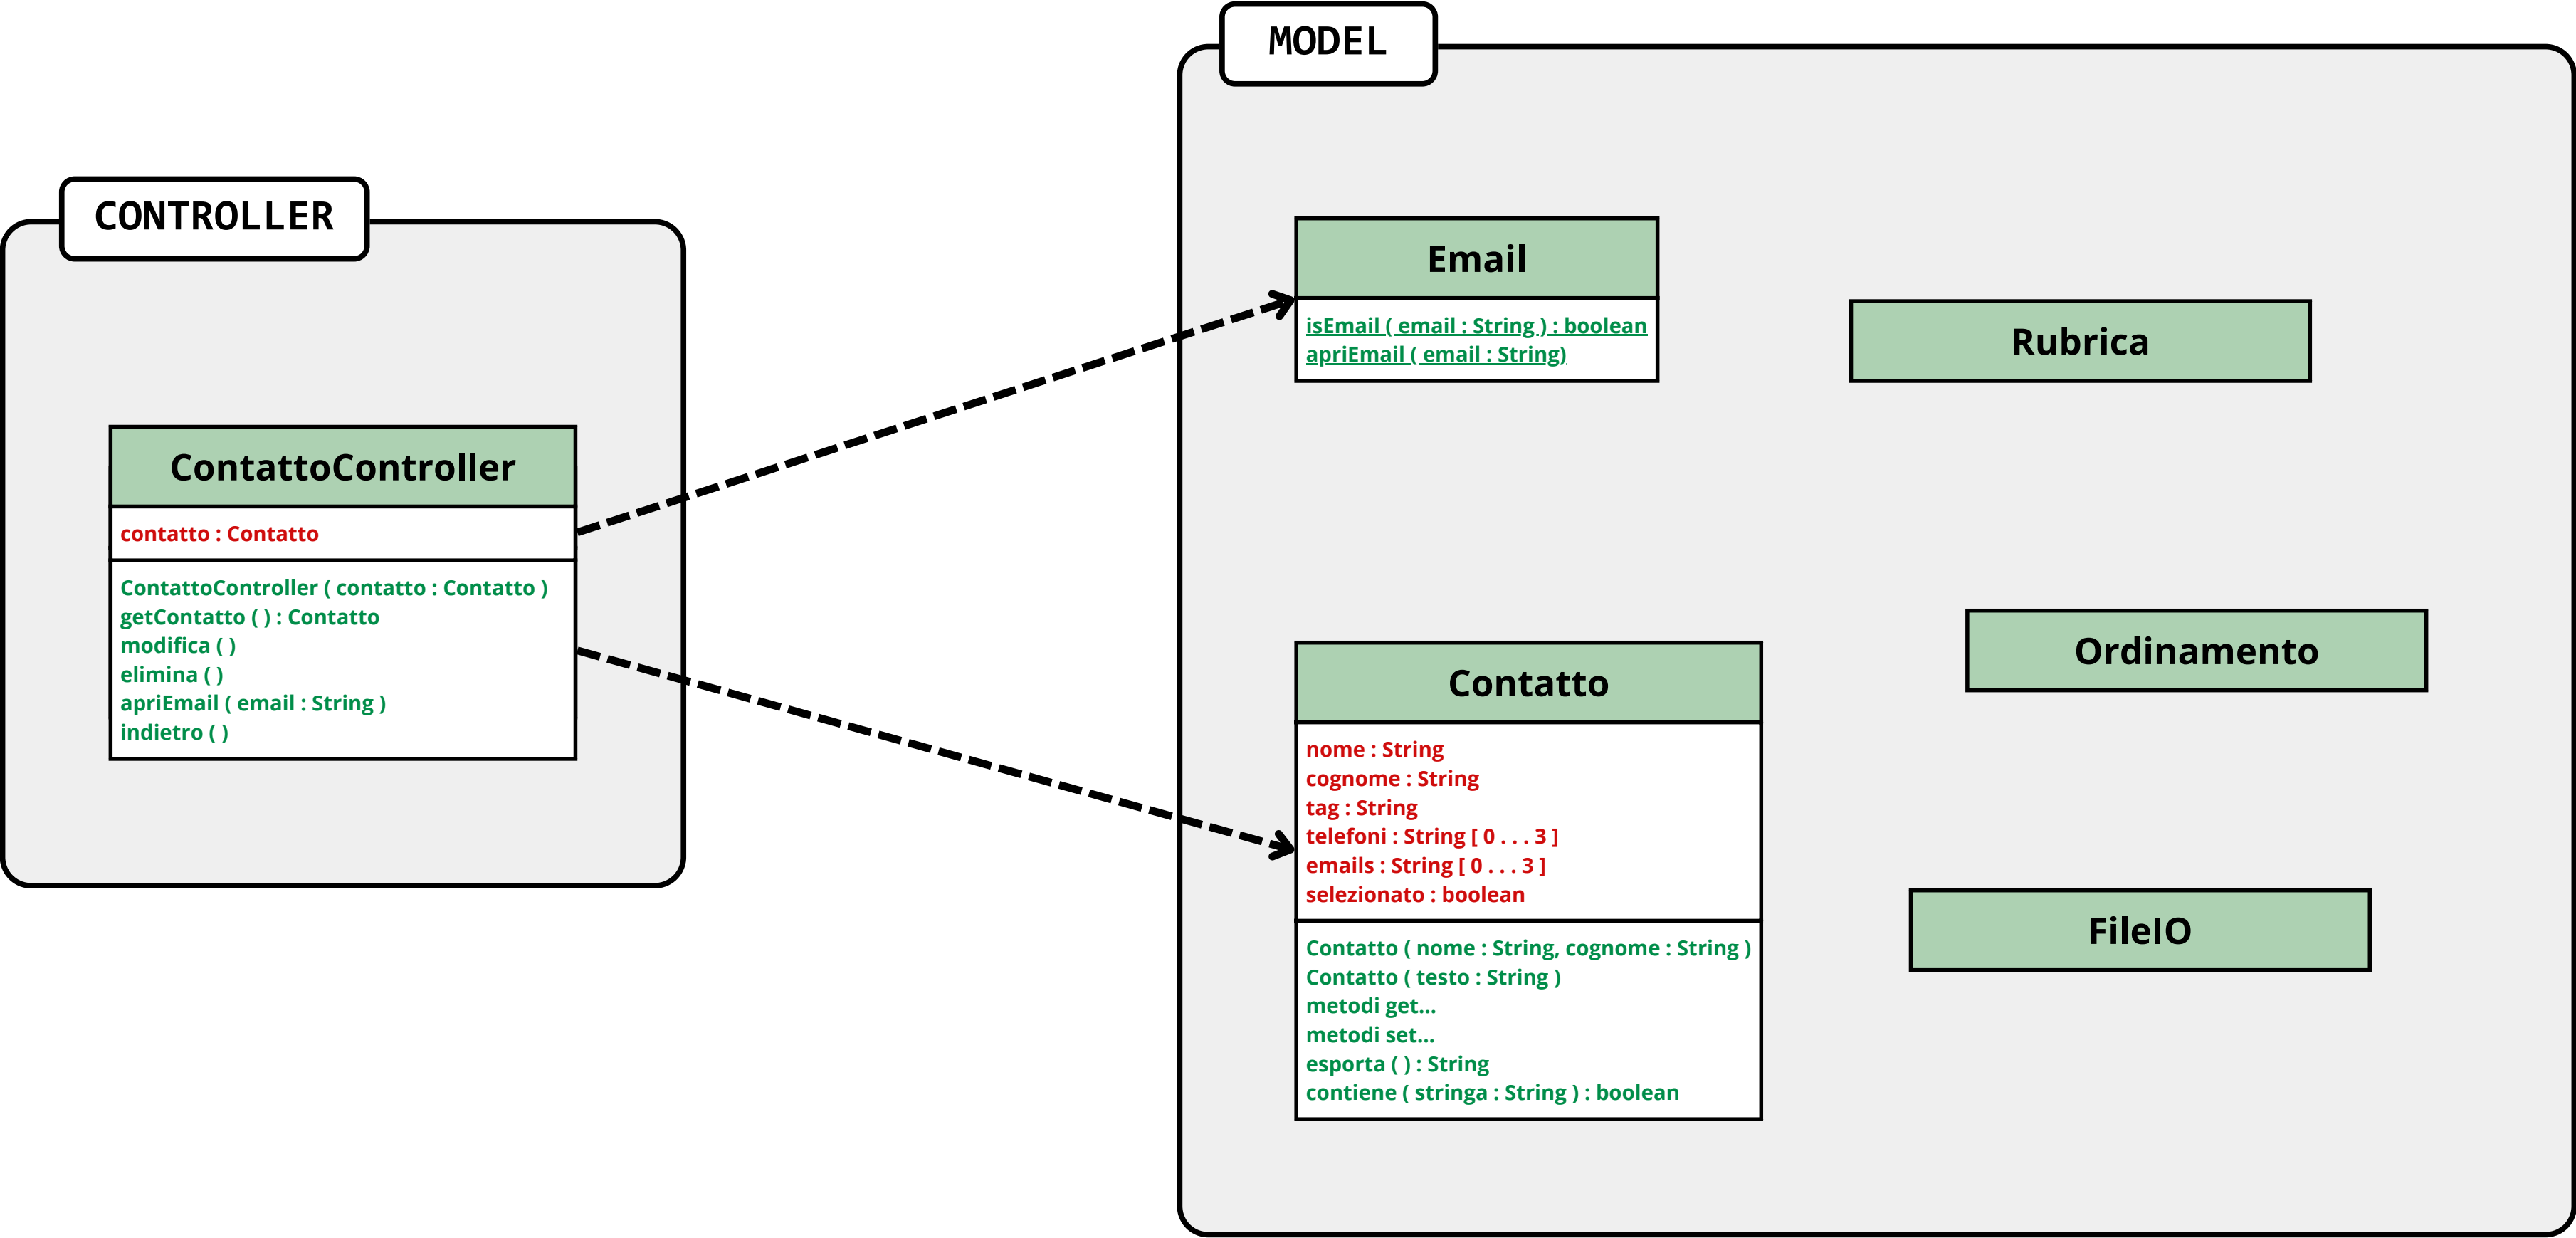 CONTROLLER
ContattoController
contatto : Contatto
ContattoController ( contatto : Contatto )
getContatto ( ) : Contatto
modifica ( )
elimina ( )
apriEmail ( email : String )
indietro ( )
MODEL
Email
isEmail ( email : String ) : boolean
apriEmail ( email : String)
Rubrica
Contatto
nome : String
cognome : String
tag : String
telefoni : String [ 0 . . . 3 ]
emails : String [ 0 . . . 3 ]
selezionato : boolean
Contatto ( nome : String, cognome : String )
Contatto ( testo : String )
metodi get...
metodi set...
esporta ( ) : String
contiene ( stringa : String ) : boolean
Ordinamento
FileIO